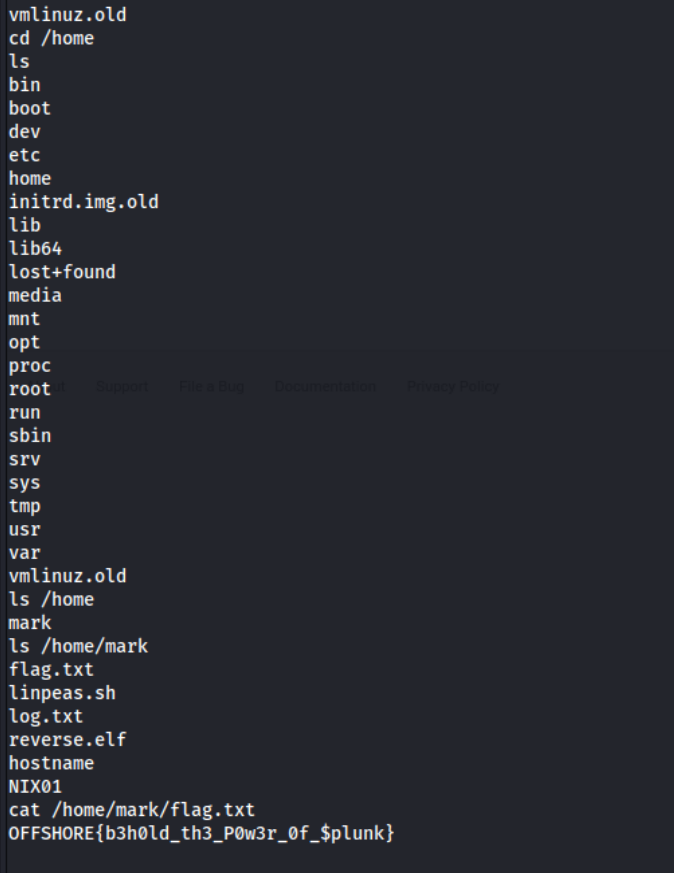 vmlinuz.old
cd /home
ls
bin
boot
dev
etc
home
initrd.img.old
lib
lib64
lost+found
media
mnt
opt
proc
Support File a Bug Documentation Privacy Policy
root
run
sbin
srv
sys
tmp
usr
var
vmlinuz.old
ls /home
mark
ls /home/mark
flag.txt
linpeas.sh
log.txt
reverse.elf
hostname
NIX01
cat /home/mark/flag.txt
OFFSHORE{b3h0ld_th3_P0w3r_0f_$plunk}